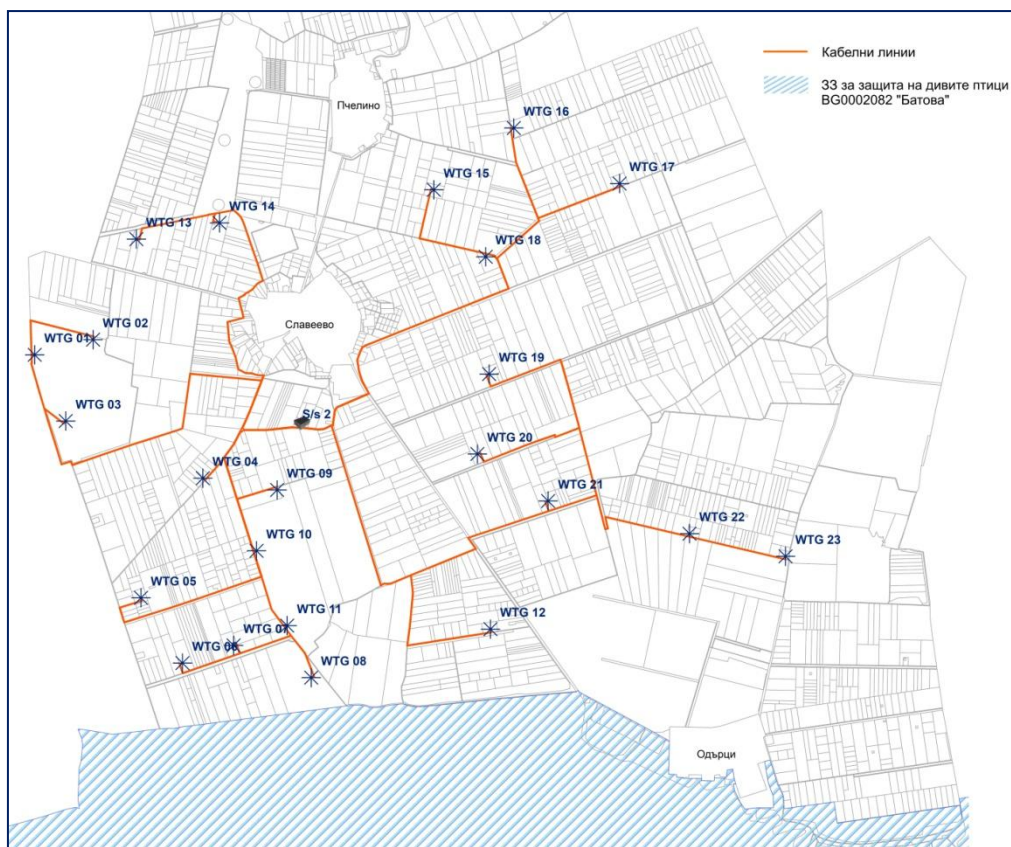 Кабелни линии
ЗЗ за защита на дивите птици
BG0002082 "Батова"
Пчелино
WTG 16
WTG 15
WTG 17
WTG 14
WTG 13
WTG 18
Славеево
WTG 02
WTG 01
WTG 19
WTG 03
S/s 2
WTG 20
WTG 04
WTG 09
WTG 21
WTG 22
WTG 10
WTG 23
WTG 05
WTG 11
WTG 12
WTG 07
WTG 06
WTG 08
Одърци